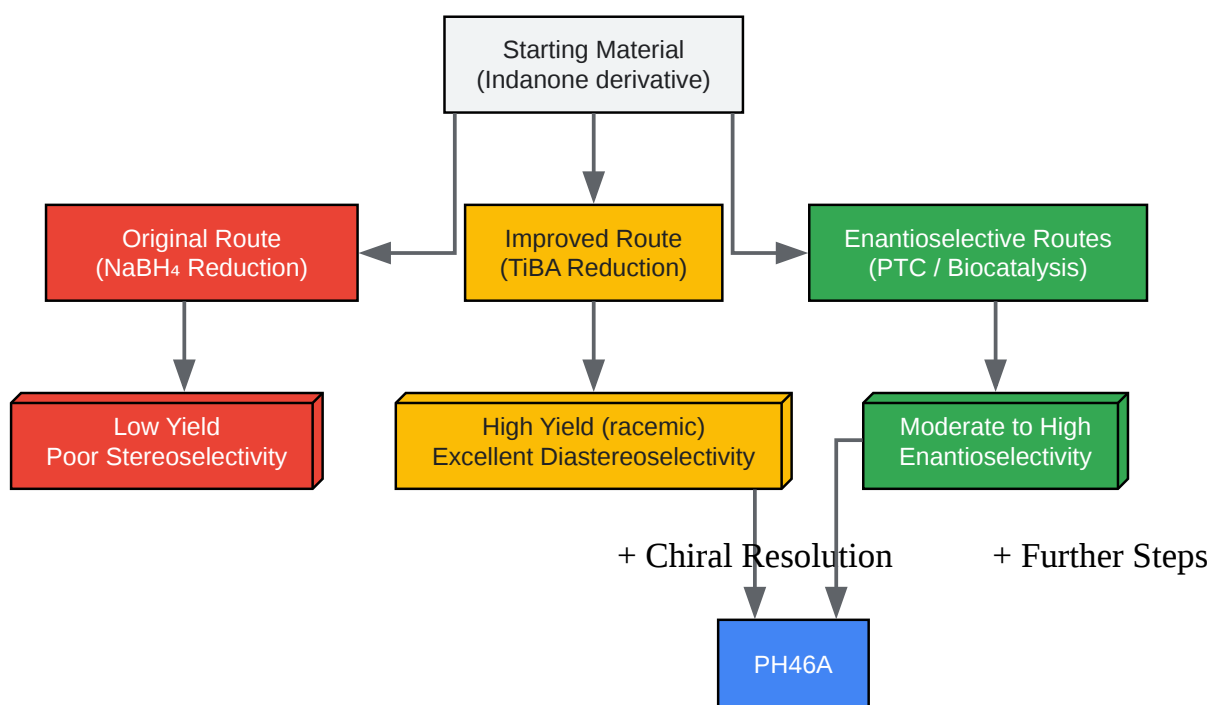 Starting Material
(Indanone derivative)
Original Route
(NaBH₄ Reduction)
Improved Route
(TiBA Reduction)
Enantioselective Routes
(PTC / Biocatalysis)
Low Yield
Poor Stereoselectivity
High Yield (racemic)
Excellent Diastereoselectivity
Moderate to High
Enantioselectivity
+ Chiral Resolution
+ Further Steps
PH46A